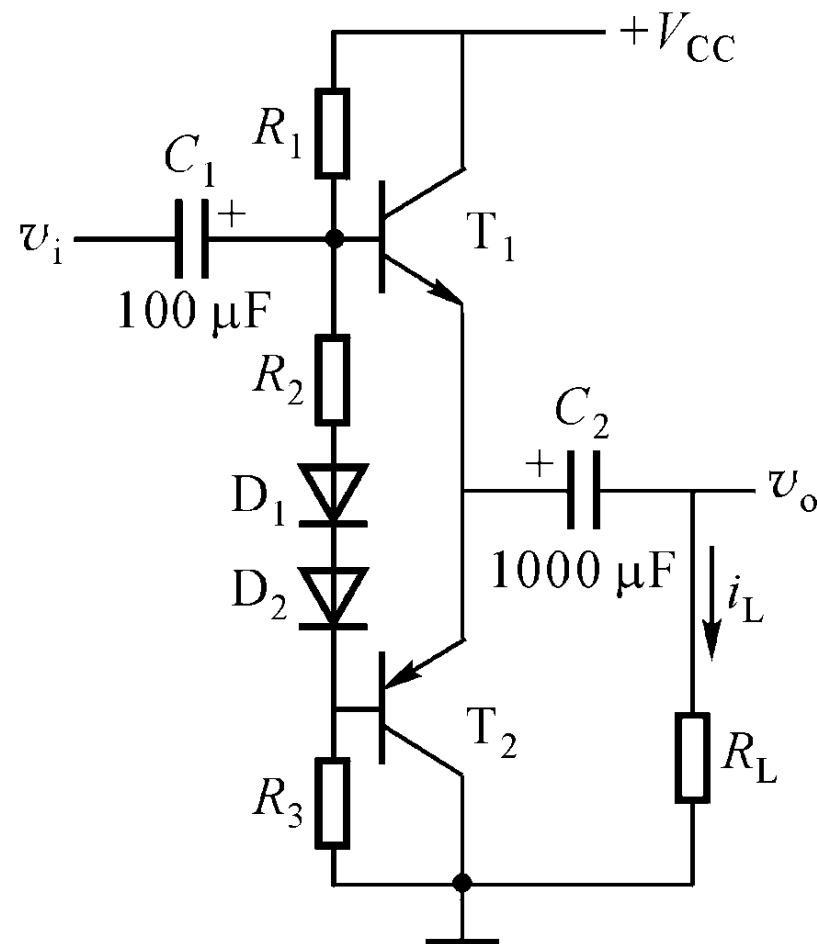 +V_CC
R_1
C_1
+
T_1
v_i
100 μF
R_2
C_2
+
D_1
v_o
1000 μF
D_2
i_L
T_2
R_L
R_3